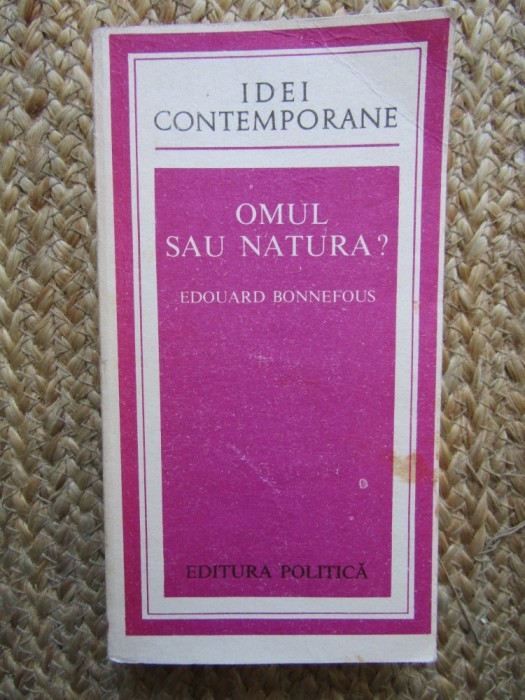 IDEI
CONTEMPORANE
OMUL
SAU NATURA?
EDOUARD BONNEFOUS
EDITURA POLITICĂ